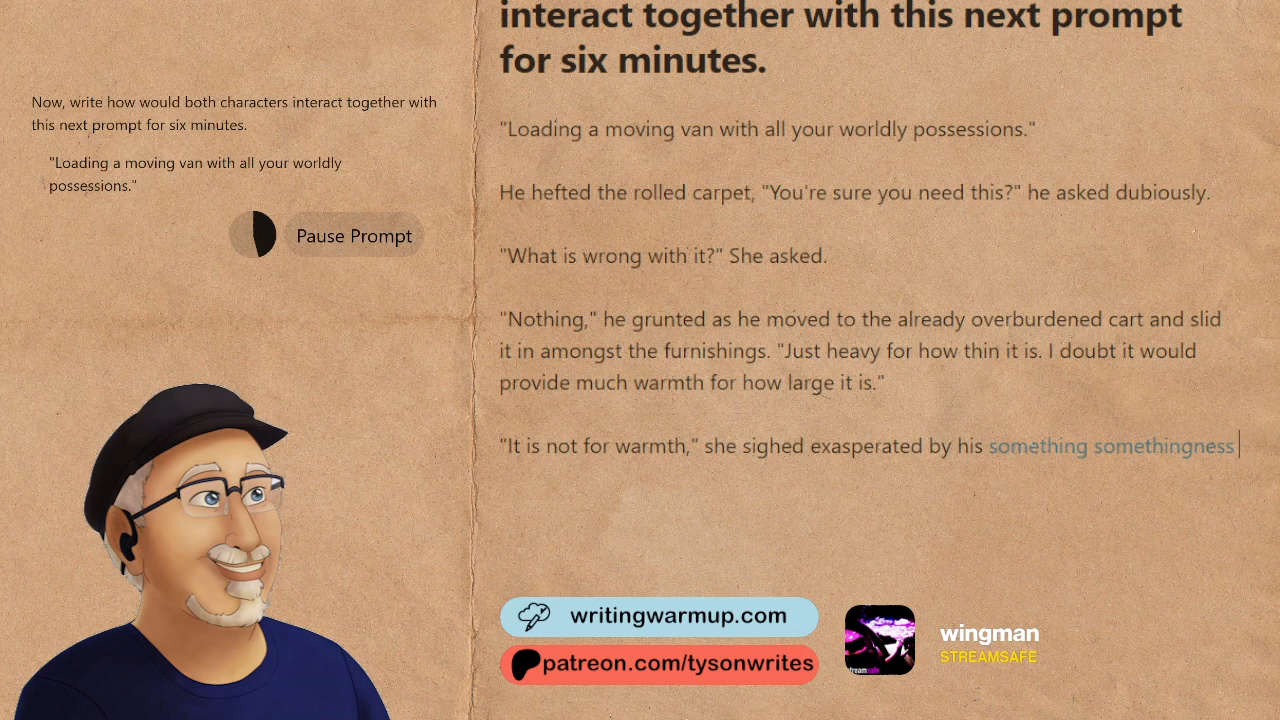 interact together with this next prompt
for six minutes.
Now, write how would both characters interact together with
this next prompt for six minutes.
"Loading a moving van with all your worldly
possessions."
Pause Prompt
"Loading a moving van with all your worldly possessions."
He hefted the rolled carpet, "You're sure you need this?" he asked dubiously.
"What is wrong with it?" She asked.
"Nothing," he grunted as he moved to the already overburdened cart and slid
it in amongst the furnishings. "Just heavy for how thin it is. I doubt it would
provide much warmth for how large it is."
"It is not for warmth," she sighed exasperated by his something somethingness
writingwarmup.com
patreon.com/tysonwrites
wingman
STREAMSAFE